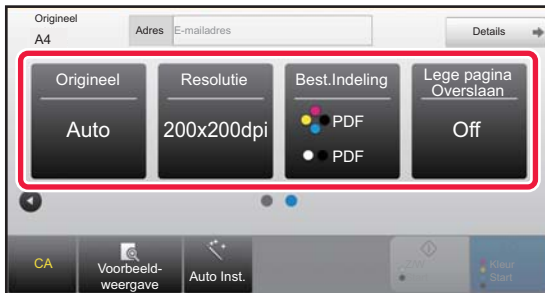 Origineel
A4
Adres E-mailadres
Details
Origineel
Auto
Resolutie
200x200dpi
Best.Indeling
PDF
PDF
Lege pagina
Overslaan
Off
CA
Voorbeeld-
weergave
Auto Inst.
Z/W
Start
Kleur
Start